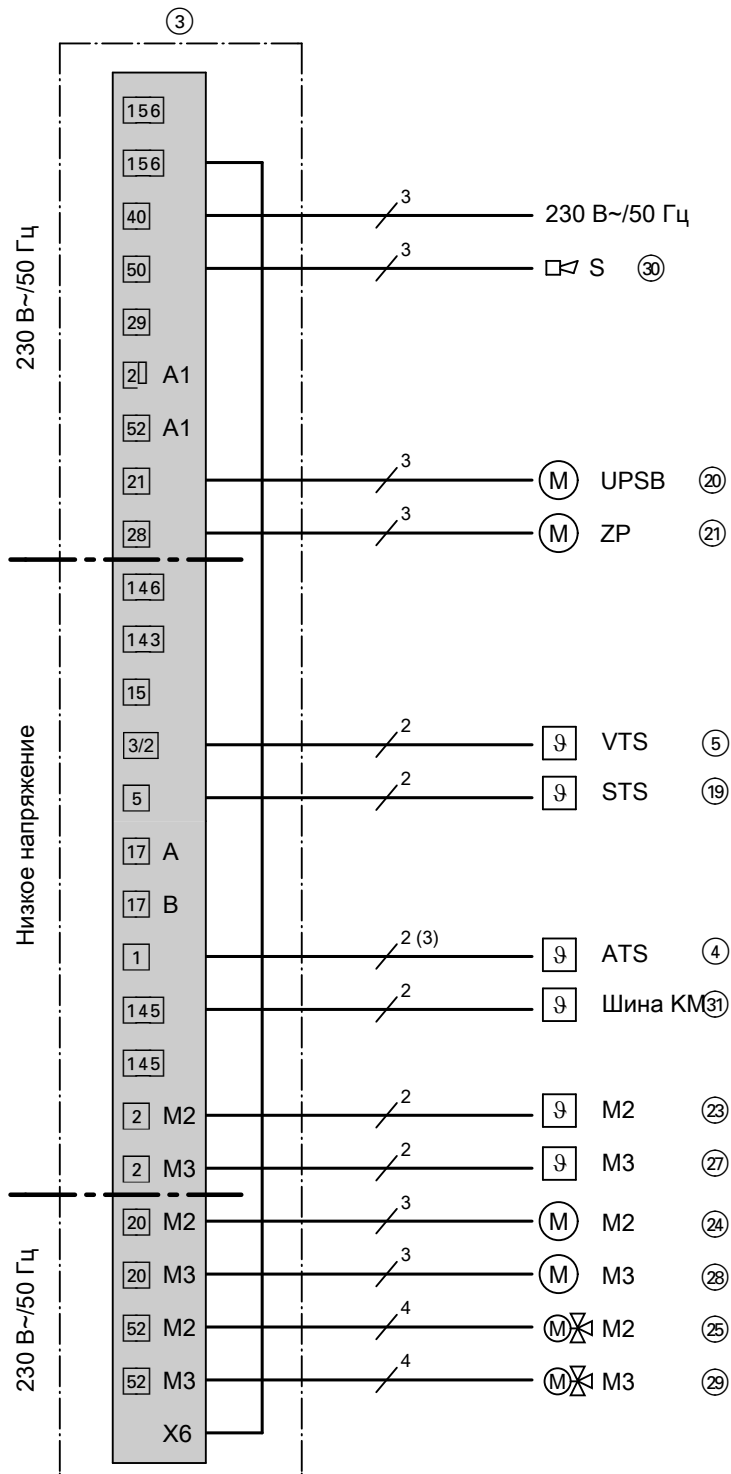 3
156
156
40 3 230 В~/50 Гц
50 3 S 30
29
A1
52 A1
21 3 M UPSB 20
28 3 M ZP 21
230 В~/50 Гц
146
143
15
3/2 2 ϑ VTS 5
5 2 ϑ STS 19
17 A
17 B
1 2 (3) ϑ ATS 4
145 2 ϑ Шина KM 31
145
2 M2 2 ϑ M2 23
2 M3 2 ϑ M3 27
Низкое напряжение
20 M2 3 M M2 24
20 M3 3 M M3 28
52 M2 4 M M2 25
52 M3 4 M M3 29
X6
230 В~/50 Гц